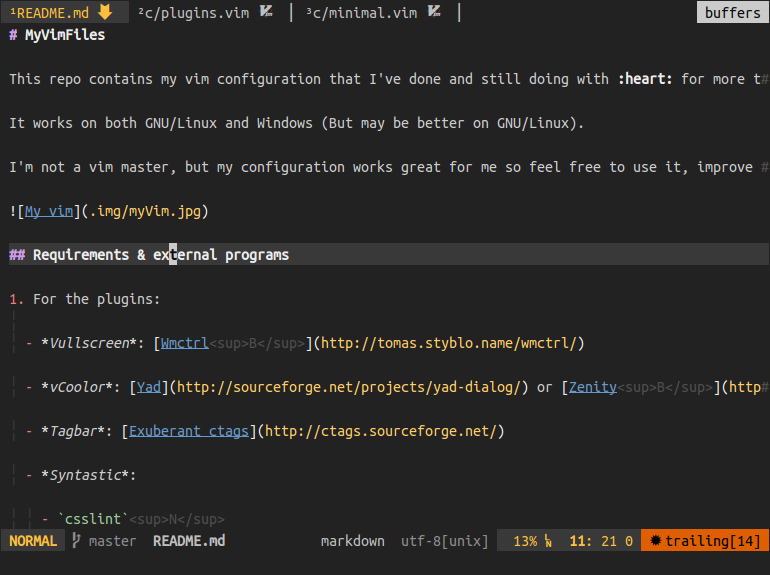 ¹README.md ²c/plugins.vim | ³c/minimal.vim | buffers
# MyVimFiles
This repo contains my vim configuration that I've done and still doing with :heart: for more t#
It works on both GNU/Linux and Windows (But may be better on GNU/Linux).
I'm not a vim master, but my configuration works great for me so feel free to use it, improve #
![My vim](.img/myVim.jpg)
## Requirements & external programs
1. For the plugins:
- *Vullscreen*: [Wmctrl<sup>B</sup>](http://tomas.styblo.name/wmctrl/)
- *vCoolor*: [Yad](http://sourceforge.net/projects/yad-dialog/) or [Zenity<sup>B</sup>](http#
- *Tagbar*: [Exuberant ctags](http://ctags.sourceforge.net/)
- *Syntastic*:
- `csslint`<sup>N</sup>
NORMAL master README.md markdown utf-8[unix] 13% LN 11: 21 0 ✹trailing[14]